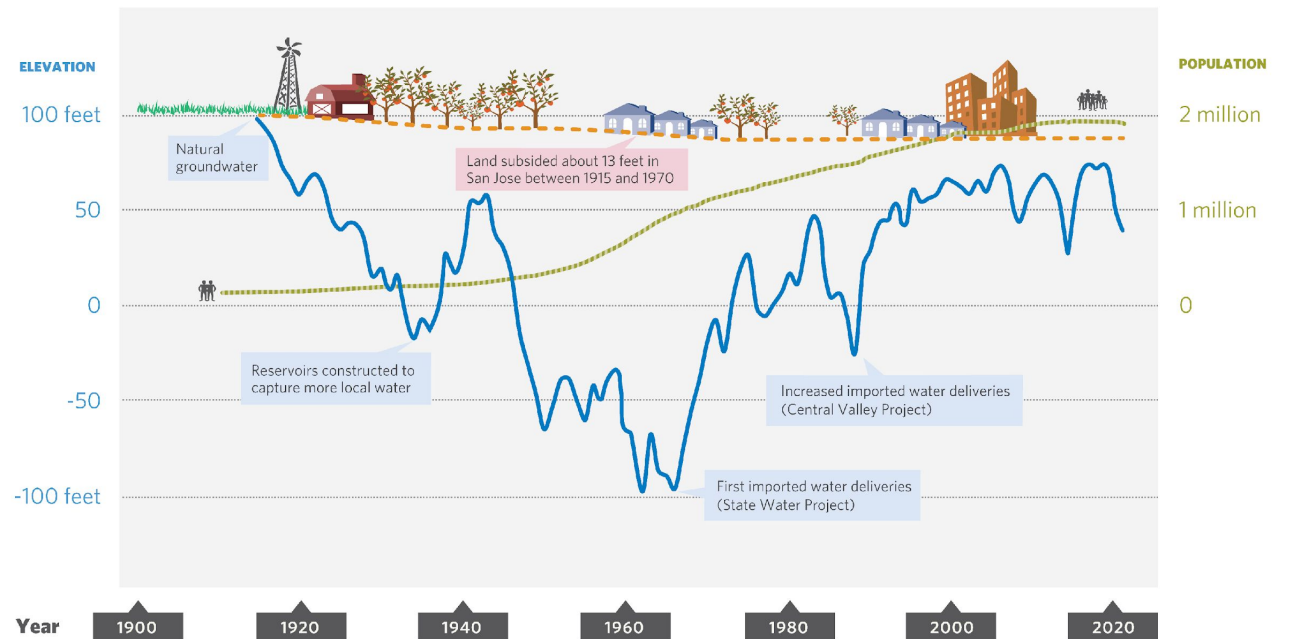 ELEVATION
POPULATION
100 feet
2 million
Natural
groundwater
Land subsided about 13 feet in
San Jose between 1915 and 1970
50
1 million
0
0
Reservoirs constructed to
capture more local water
Increased imported water deliveries
(Central Valley Project)
-50
First imported water deliveries
(State Water Project)
-100 feet
Year
1900
1920
1940
1960
1980
2000
2020